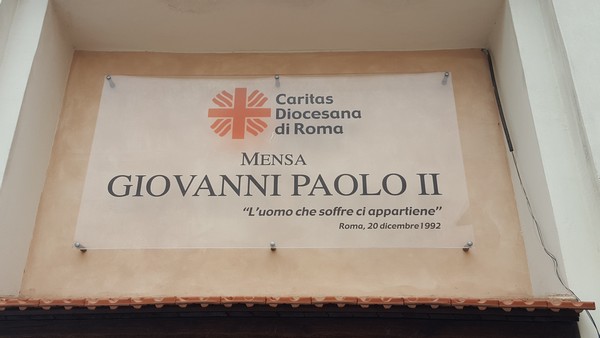 Caritas
Diocesana
di Roma
MENSA
GIOVANNI PAOLO II
"L'uomo che soffre ci appartiene"
Roma, 20 dicembre 1992